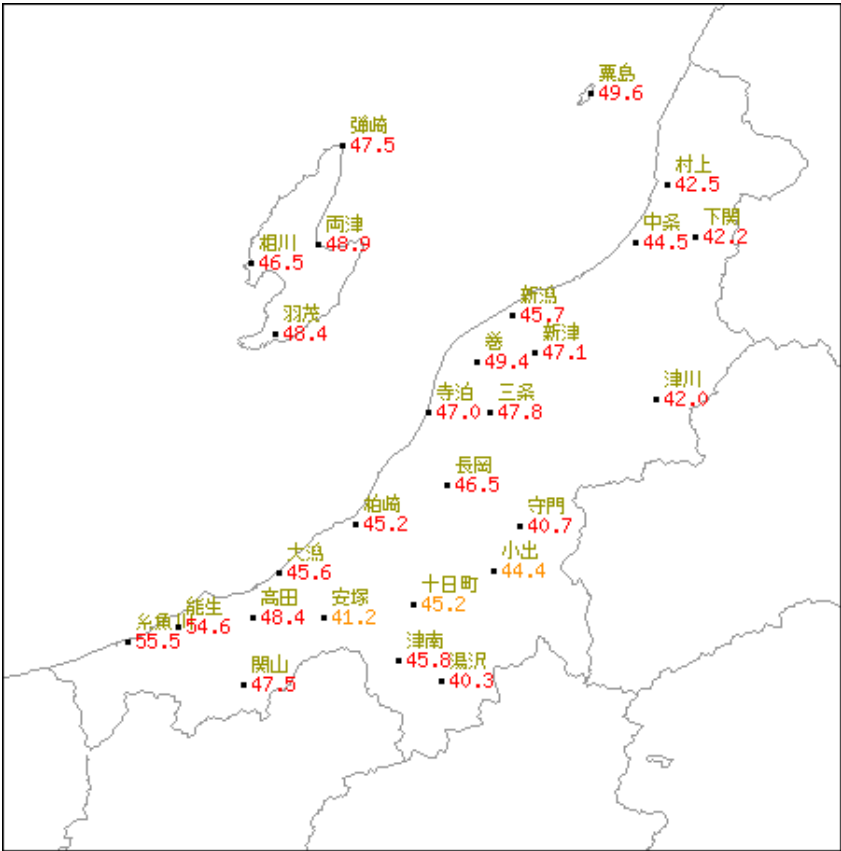 粟島
49.6
弾崎
47.5
村上
42.5
両津
48.9
中条
44.5
下関
42.2
相川
46.5
羽茂
48.4
新潟
45.7
巻
49.4
新津
47.1
津川
42.0
寺泊
47.0
三条
47.8
長岡
46.5
柏崎
45.2
守門
40.7
大潟
45.6
小出
44.4
十日町
45.2
能生
54.6
高田
48.4
安塚
41.2
糸魚川
55.5
津南
45.8
湯沢
40.3
関山
47.5